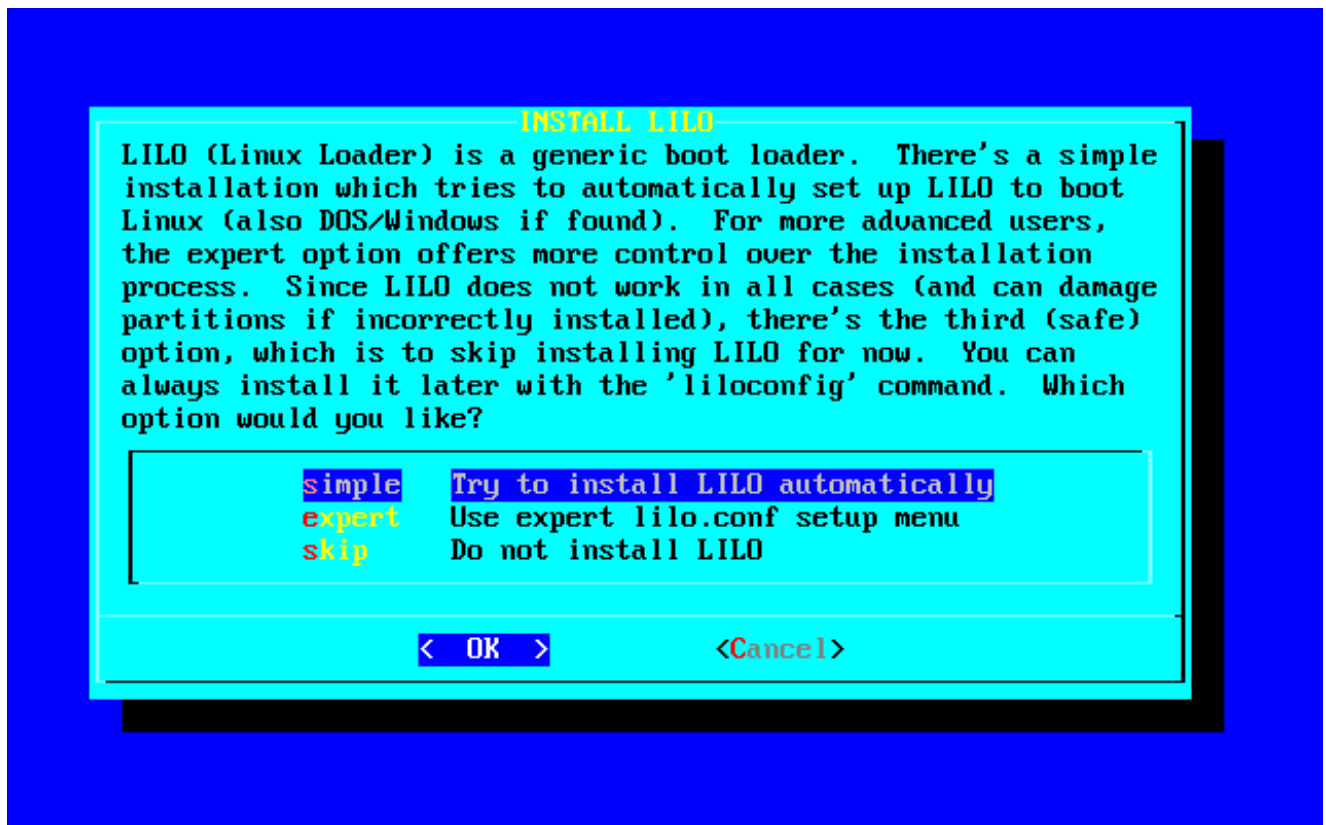 INSTALL LILO
LILO (Linux Loader) is a generic boot loader.  There's a simple
installation which tries to automatically set up LILO to boot
Linux (also DOS/Windows if found).  For more advanced users,
the expert option offers more control over the installation
process.  Since LILO does not work in all cases (and can damage
partitions if incorrectly installed), there's the third (safe)
option, which is to skip installing LILO for now.  You can
always install it later with the 'liloconfig' command.  Which
option would you like?
simple   Try to install LILO automatically
expert   Use expert lilo.conf setup menu
skip     Do not install LILO
<  OK  >          <Cancel>